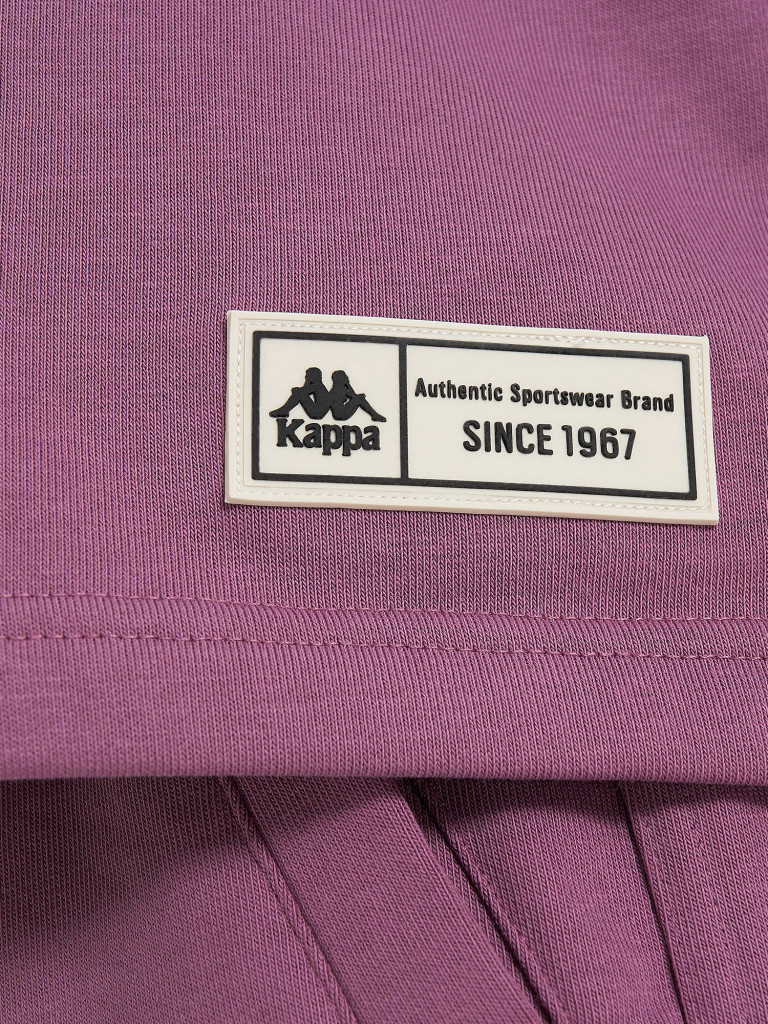 Kappa
Authentic Sportswear Brand
SINCE 1967